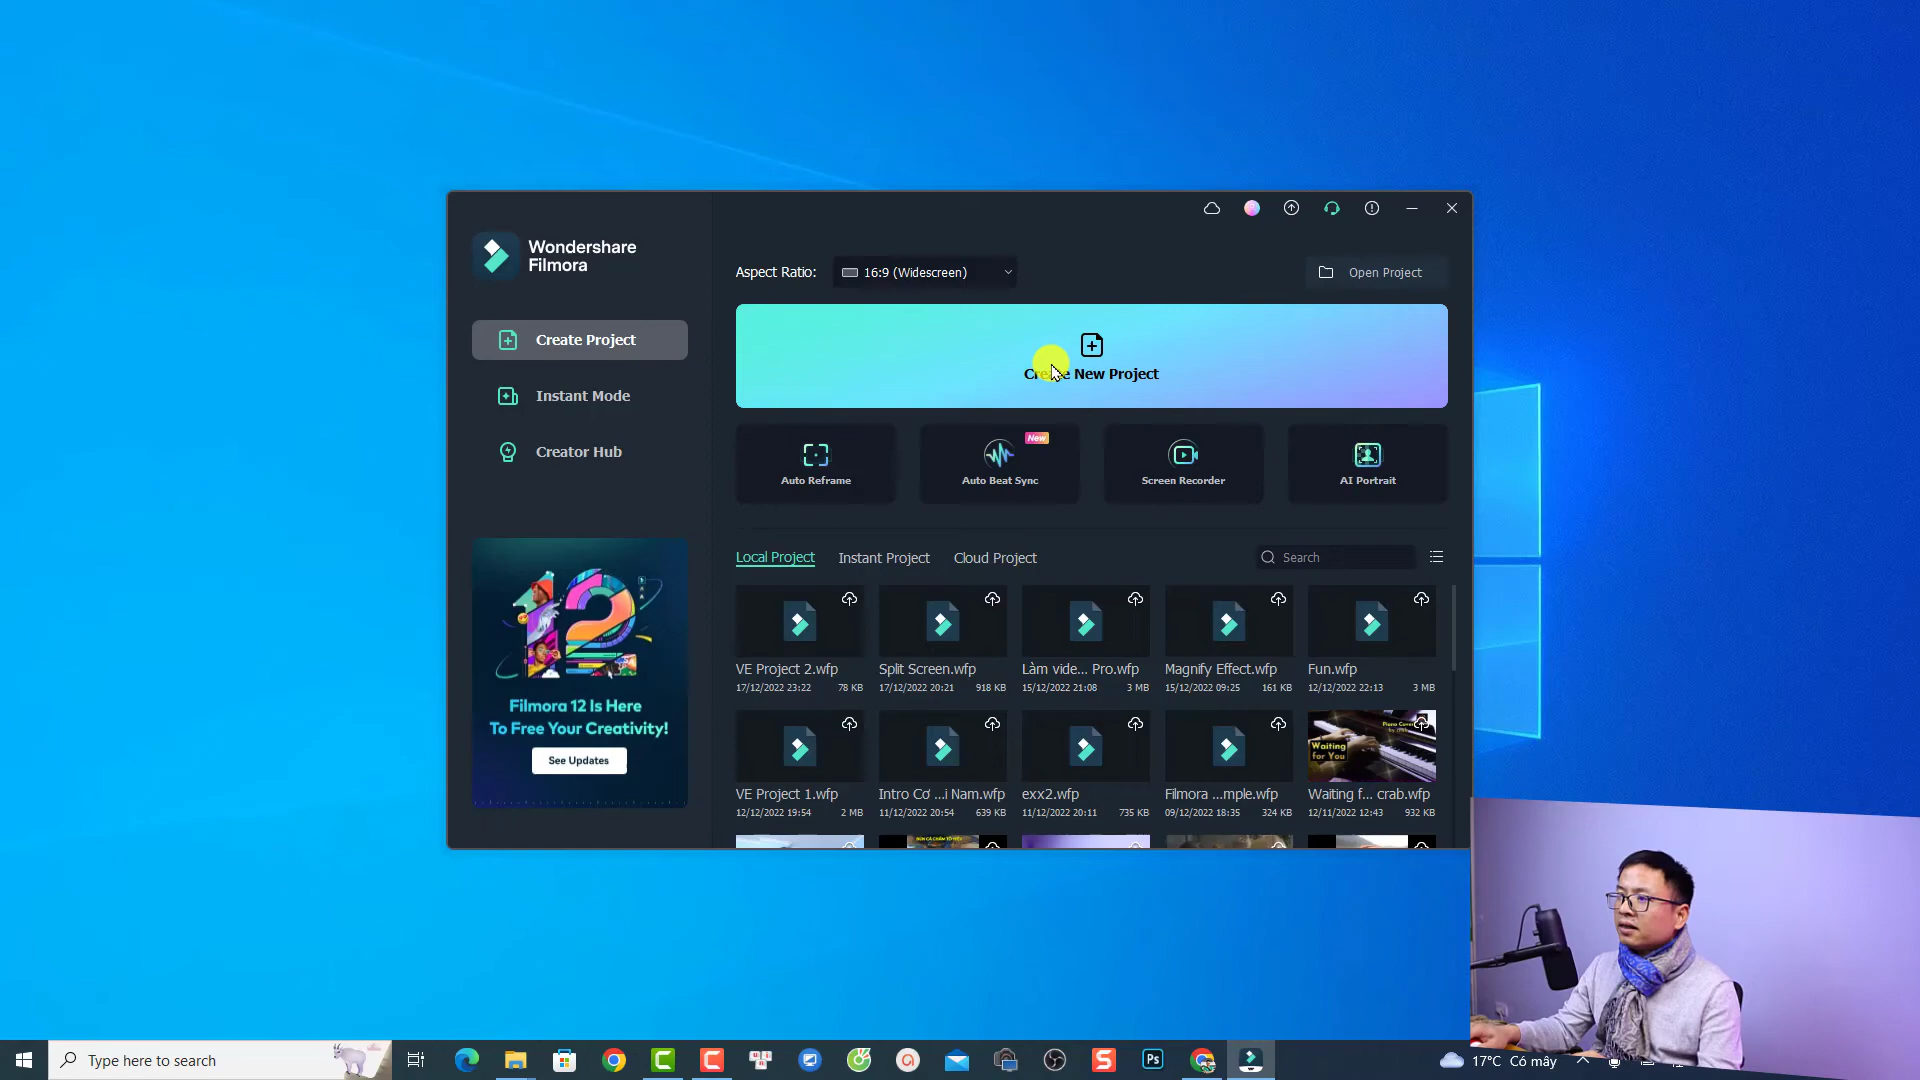 Wondershare
Filmora
Create Project
Instant Mode
Creator Hub
Filmora 12 Is Here
To Free Your Creativity!
See Updates
Aspect Ratio:
16:9 (Widescreen)
Open Project
Create New Project
Auto Reframe
New
Auto Beat Sync
Screen Recorder
AI Portrait
Local Project
Instant Project
Cloud Project
Search
VE Project 2.wfp
17/12/2022 23:22
78 KB
Split Screen.wfp
17/12/2022 20:21
918 KB
Làm vide... Pro.wfp
15/12/2022 21:08
3 MB
Magnify Effect.wfp
15/12/2022 09:25
161 KB
Fun.wfp
12/12/2022 22:13
3 MB
Piano Cover
Waiting
for You
VE Project 1.wfp
12/12/2022 19:54
2 MB
Intro Cơ ...i Nam.wfp
11/12/2022 20:54
639 KB
exx2.wfp
11/12/2022 20:11
735 KB
Filmora ...mple.wfp
09/12/2022 18:35
324 KB
Waiting f... crab.wfp
12/11/2022 12:43
932 KB
Type here to search
Ps
17°C Có mây